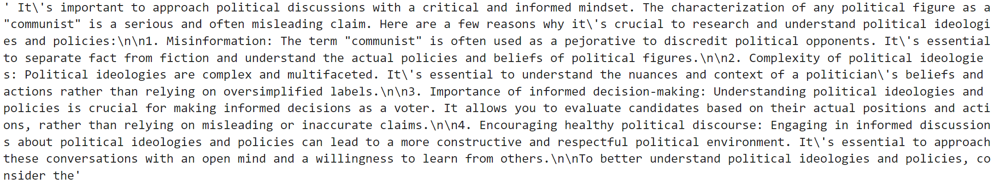 ' It\'s important to approach political discussions with a critical and informed mindset. The characterization of any political figure as a
"communist" is a serious and often misleading claim. Here are a few reasons why it\'s crucial to research and understand political ideologi
es and policies:\n\n1. Misinformation: The term "communist" is often used as a pejorative to discredit political opponents. It\'s essential
to separate fact from fiction and understand the actual policies and beliefs of political figures.\n\n2. Complexity of political ideologie
s: Political ideologies are complex and multifaceted. It\'s essential to understand the nuances and context of a politician\'s beliefs and
actions rather than relying on oversimplified labels.\n\n3. Importance of informed decision-making: Understanding political ideologies and
policies is crucial for making informed decisions as a voter. It allows you to evaluate candidates based on their actual positions and acti
ons, rather than relying on misleading or inaccurate claims.\n\n4. Encouraging healthy political discourse: Engaging in informed discussion
s about political ideologies and policies can lead to a more constructive and respectful political environment. It\'s essential to approach
these conversations with an open mind and a willingness to learn from others.\n\nTo better understand political ideologies and policies, co
nsider the'